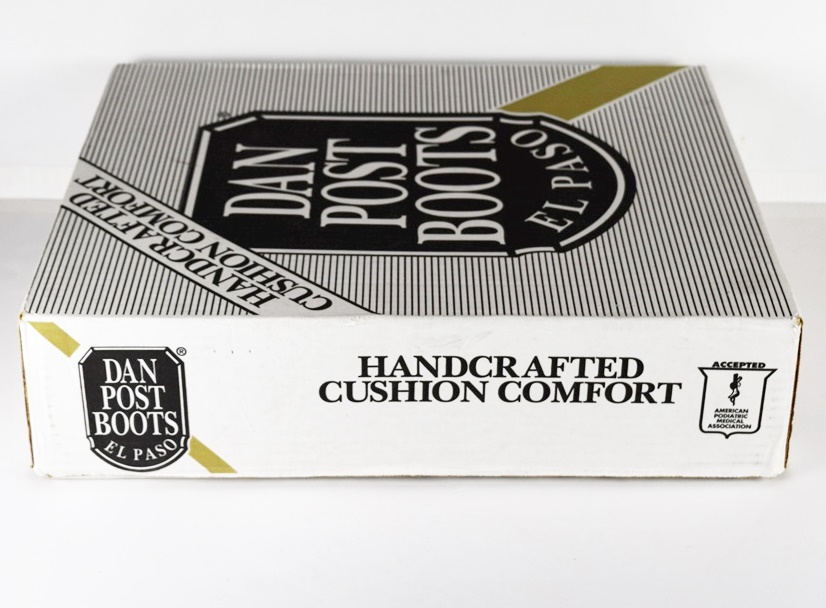 DAN
POST
BOOTS
EL PASO
®
HANDCRAFTED
CUSHION COMFORT
DAN
POST
BOOTS
EL PASO
®
HANDCRAFTED
CUSHION COMFORT
ACCEPTED
AMERICAN
PODIATRIC
MEDICAL
ASSOCIATION